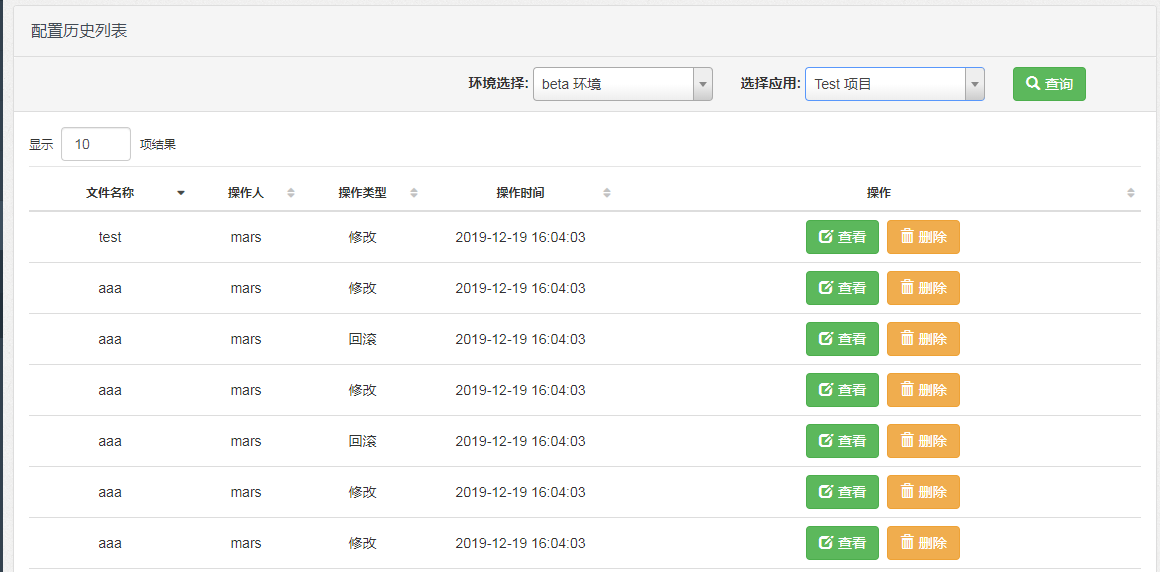 配置历史列表
环境选择: beta 环境 选择应用: Test 项目 查询
显示 10 项结果
文件名称 操作人 操作类型 操作时间 操作
test mars 修改 2019-12-19 16:04:03 查看 删除
aaa mars 修改 2019-12-19 16:04:03 查看 删除
aaa mars 回滚 2019-12-19 16:04:03 查看 删除
aaa mars 修改 2019-12-19 16:04:03 查看 删除
aaa mars 回滚 2019-12-19 16:04:03 查看 删除
aaa mars 修改 2019-12-19 16:04:03 查看 删除
aaa mars 修改 2019-12-19 16:04:03 查看 删除